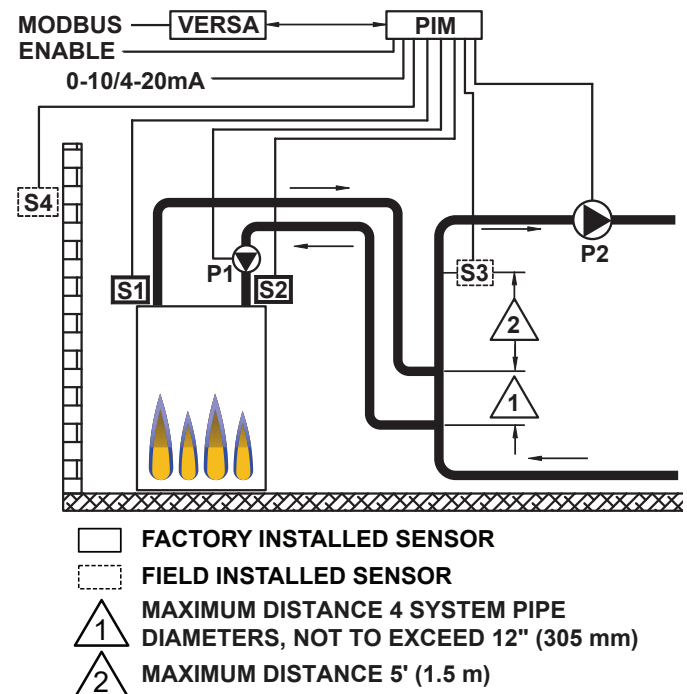 MODBUS
VERSA
PIM
ENABLE
0-10/4-20mA
S4
S1
P1
S2
S3
P2
2
1
FACTORY INSTALLED SENSOR
FIELD INSTALLED SENSOR
1
MAXIMUM DISTANCE 4 SYSTEM PIPE
DIAMETERS, NOT TO EXCEED 12" (305 mm)
2
MAXIMUM DISTANCE 5' (1.5 m)